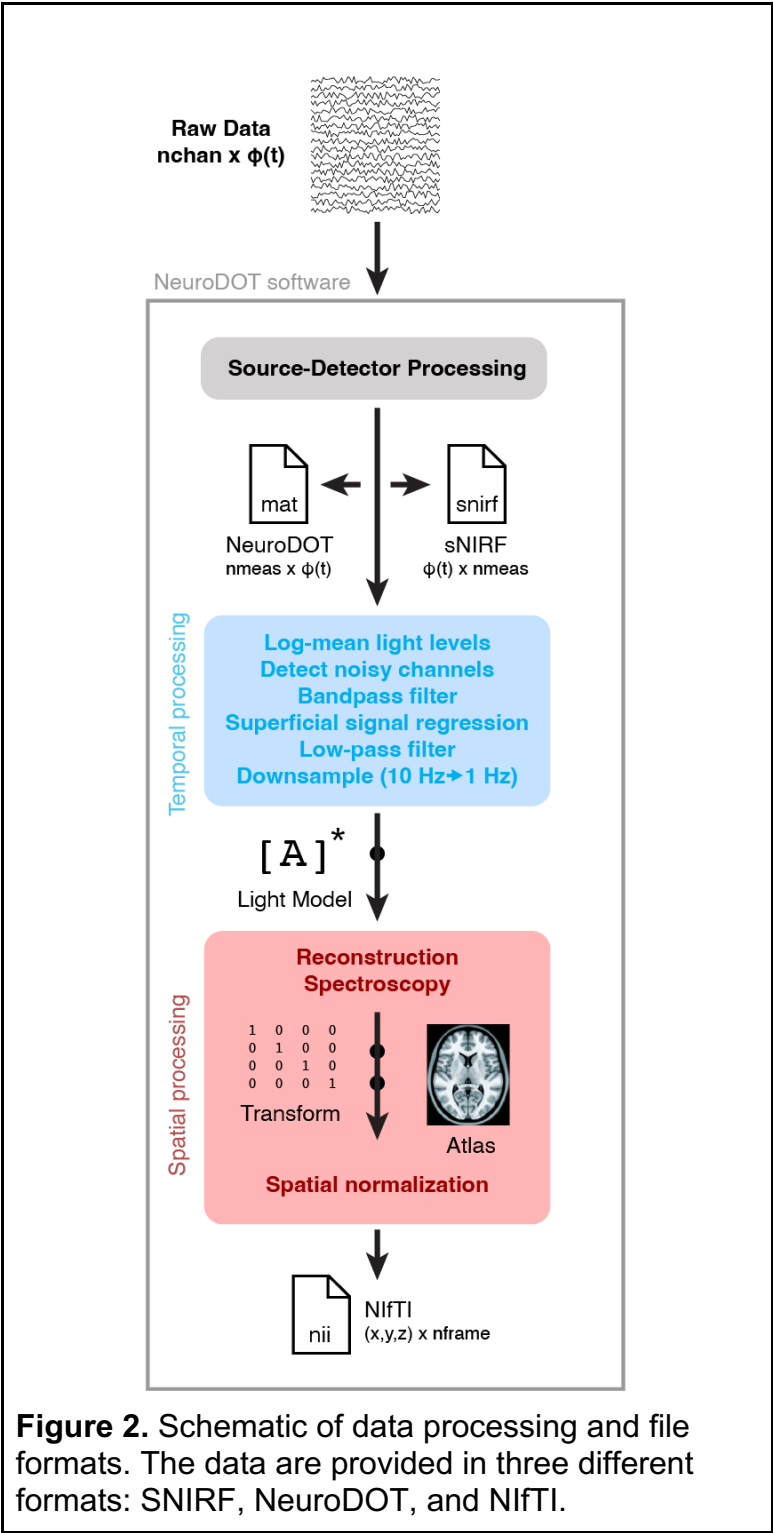 Raw Data
nchan x ϕ(t)
NeuroDOT software
Source-Detector Processing
mat
snirf
NeuroDOT
nmeas x ϕ(t)
sNIRF
ϕ(t) x nmeas
Temporal processing
Log-mean light levels
Detect noisy channels
Bandpass filter
Superficial signal regression
Low-pass filter
Downsample (10 Hz➔1 Hz)
[A]*
Light Model
Spatial processing
Reconstruction
Spectroscopy
1 0 0 0
0 1 0 0
0 0 1 0
0 0 0 1
Transform
Atlas
Spatial normalization
nii
NIfTI
(x,y,z) x nframe
Figure 2. Schematic of data processing and file
formats. The data are provided in three different
formats: SNIRF, NeuroDOT, and NIfTI.